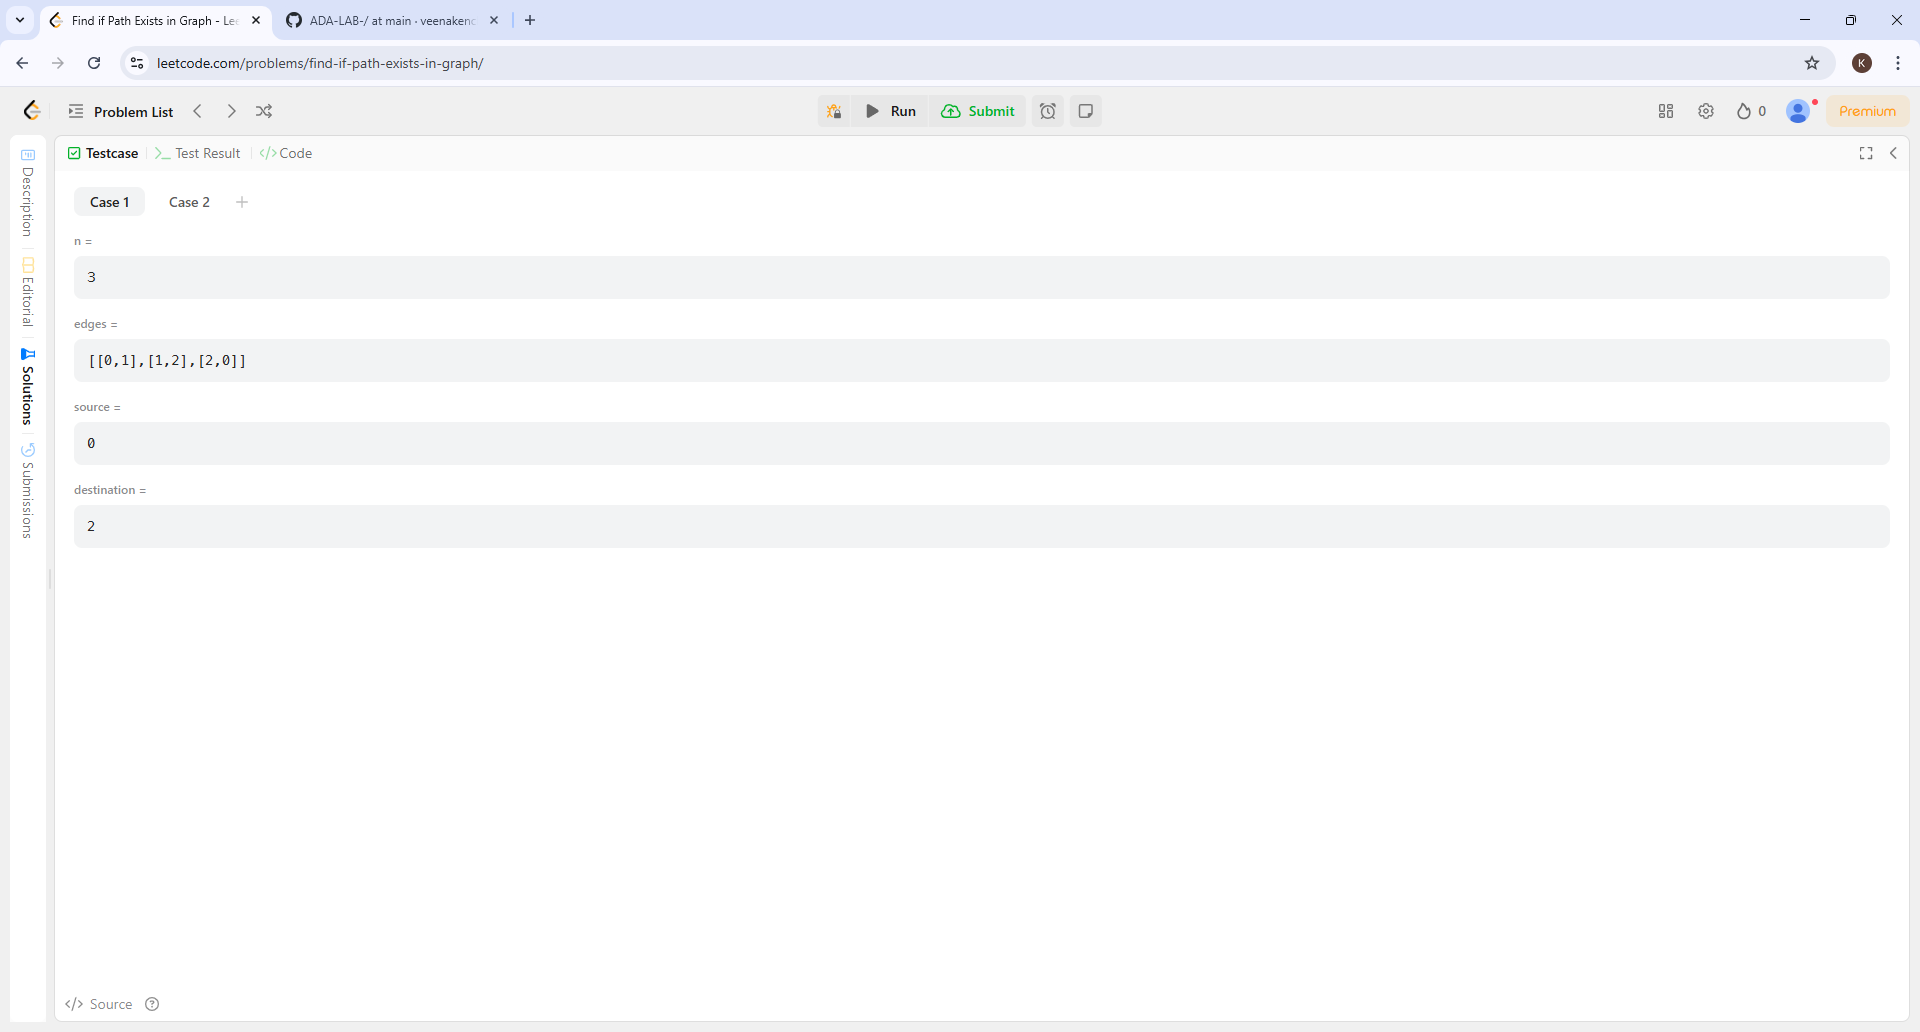 Find if Path Exists in Graph - Lee
ADA-LAB-/ at main · veenakenc
leetcode.com/problems/find-if-path-exists-in-graph/
K
Problem List
Run
Submit
0
Premium
Description
Editorial
Solutions
Submissions
Testcase
Test Result
</> Code
Case 1
Case 2
n =
3
edges =
[[0,1],[1,2],[2,0]]
source =
0
destination =
2
</> Source